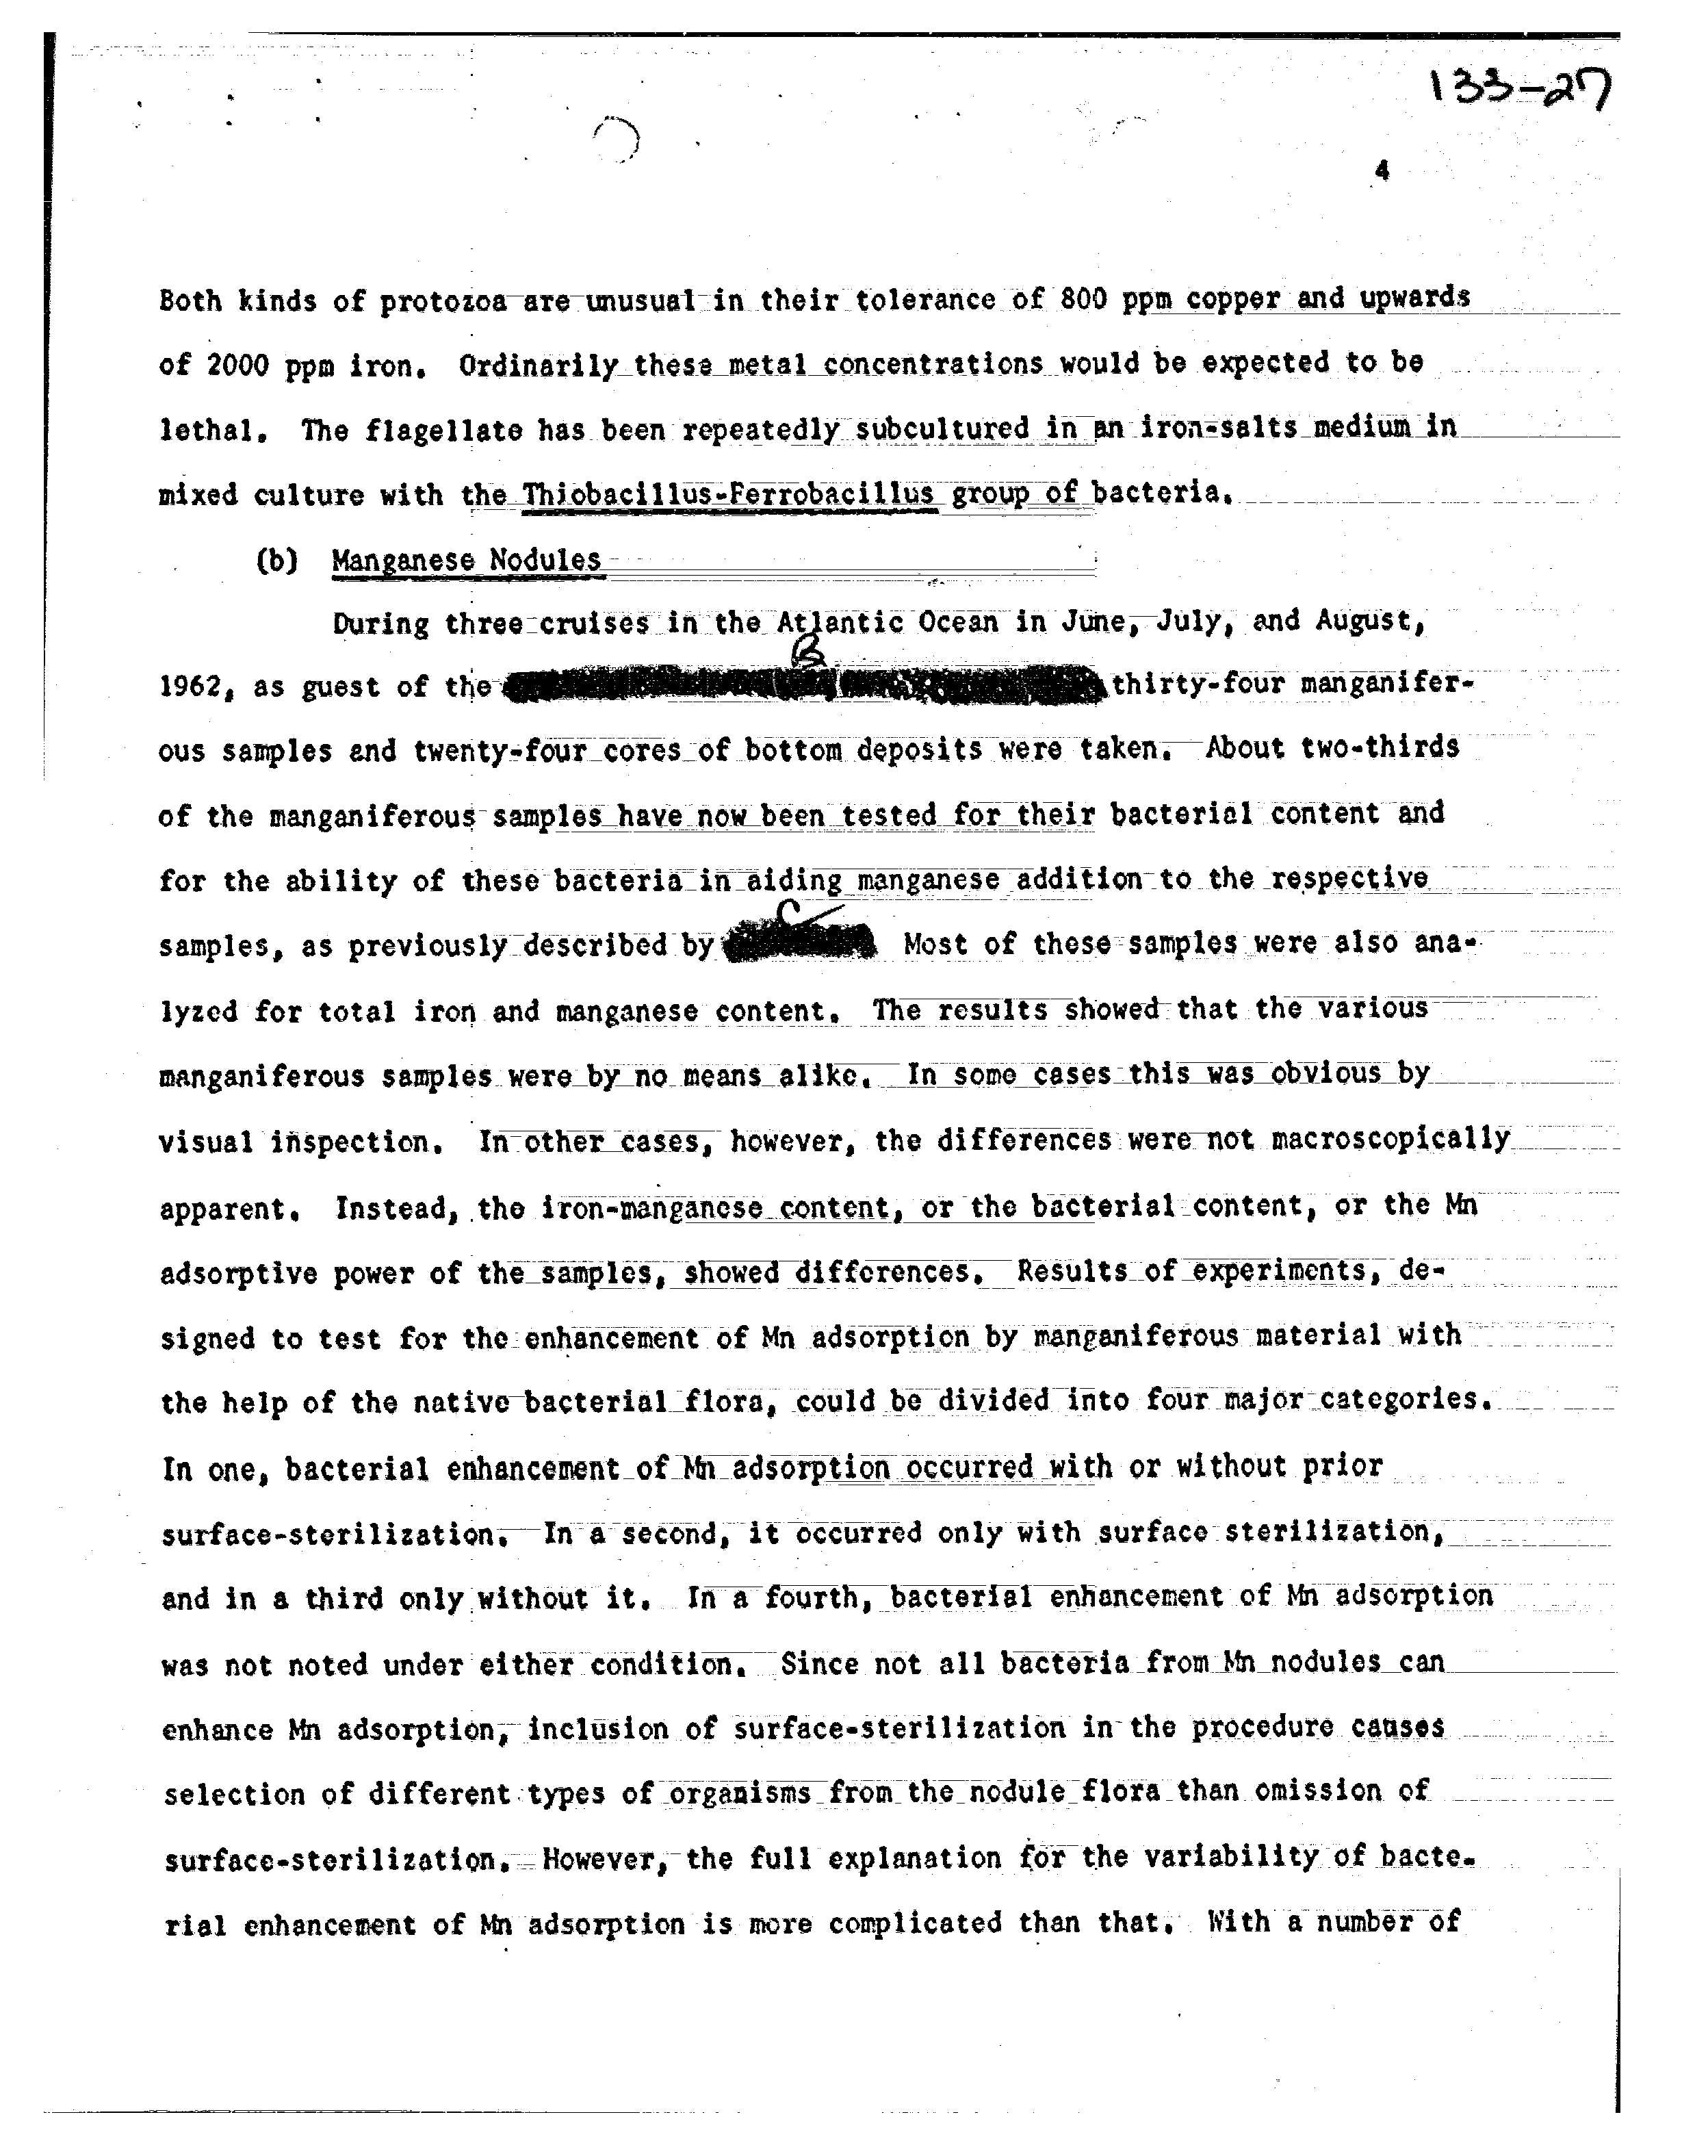 133-27
4
Both kinds of protozoa are unusual in their tolerance of 800 ppm copper and upwards
of 2000 ppm iron. Ordinarily these metal concentrations would be expected to be
lethal. The flagellate has been repeatedly subcultured in an iron-salts medium in
mixed culture with the Thiobacillus-Ferrobacillus group of bacteria.
(b) Manganese Nodules
During three cruises in the Atlantic Ocean in June, July, and August,
B
1962, as guest of the thirty-four manganifer-
ous samples and twenty-four cores of bottom deposits were taken. About two-thirds
of the manganiferous samples have now been tested for their bacterial content and
for the ability of these bacteria in aiding manganese addition to the respective
C
samples, as previously described by Most of these samples were also ana-
lyzed for total iron and manganese content. The results showed that the various
manganiferous samples were by no means alike. In some cases this was obvious by
visual inspection. In other cases, however, the differences were not macroscopically
apparent. Instead, the iron-manganese content, or the bacterial content, or the Mn
adsorptive power of the samples, showed differences. Results of experiments, de-
signed to test for the enhancement of Mn adsorption by manganiferous material with
the help of the native bacterial flora, could be divided into four major categories.
In one, bacterial enhancement of Mn adsorption occurred with or without prior
surface-sterilization. In a second, it occurred only with surface sterilization,
and in a third only without it. In a fourth, bacterial enhancement of Mn adsorption
was not noted under either condition. Since not all bacteria from Mn nodules can
enhance Mn adsorption, inclusion of surface-sterilization in the procedure causes
selection of different types of organisms from the nodule flora than omission of
surface-sterilization. However, the full explanation for the variability of bacte-
rial enhancement of Mn adsorption is more complicated than that. With a number of